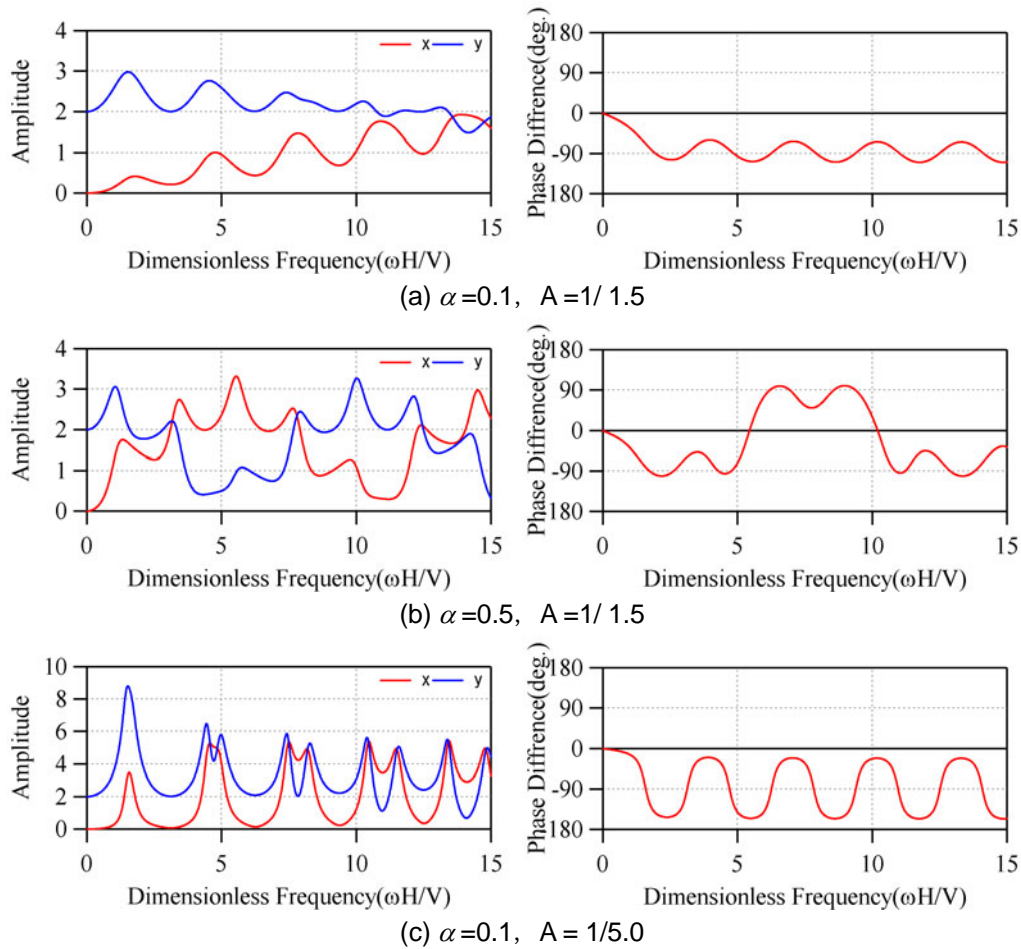 4
3
2
1
0
Amplitude
x
y
0
5
10
15
Dimensionless Frequency(ωH/V)
180
90
0
-90
180
Phase Diffrence(deg.)
0
5
10
15
Dimensionless Frequency(ωH/V)
(a) α=0.1, A =1/ 1.5
4
3
2
1
0
Amplitude
x
y
0
5
10
15
Dimensionless Frequency(ωH/V)
180
90
0
-90
180
Phase Diffrence(deg.)
0
5
10
15
Dimensionless Frequency(ωH/V)
(b) α=0.5, A =1/ 1.5
10
8
6
4
2
0
Amplitude
x
y
0
5
10
15
Dimensionless Frequency(ωH/V)
180
90
0
-90
180
Phase Diffrence(deg.)
0
5
10
15
Dimensionless Frequency(ωH/V)
(c) α=0.1, A = 1/5.0